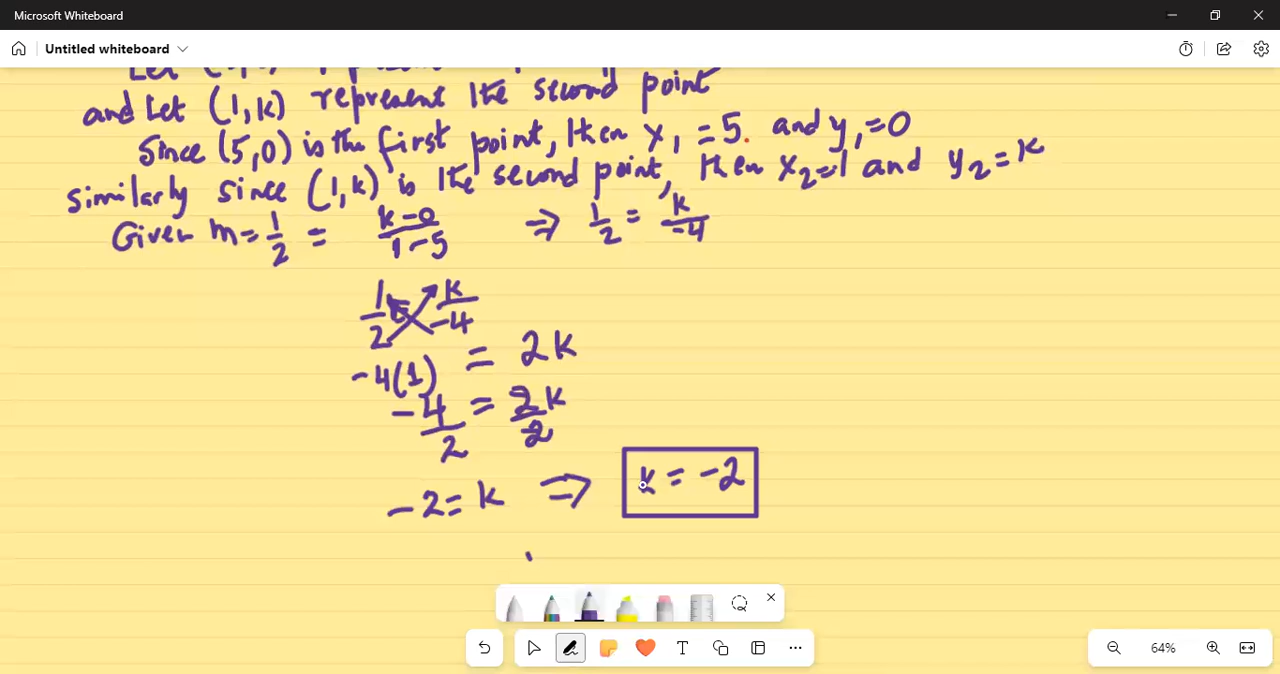 Microsoft Whiteboard
Untitled whiteboard
Let
and Let (1,k) represent the second point
Since (5,0) is the first point, then x₁ = 5. and y₁=0
similarly since (1,k) is the second point, then x₂=1 and y₂=k
Given m=1/2 = (k-0)/(1-5) ⇒ 1/2 = k/-4
1/2 = k/-4
-4(1) = 2k
-4/2 = 2k/2
-2 = k ⇒ k = -2
64%